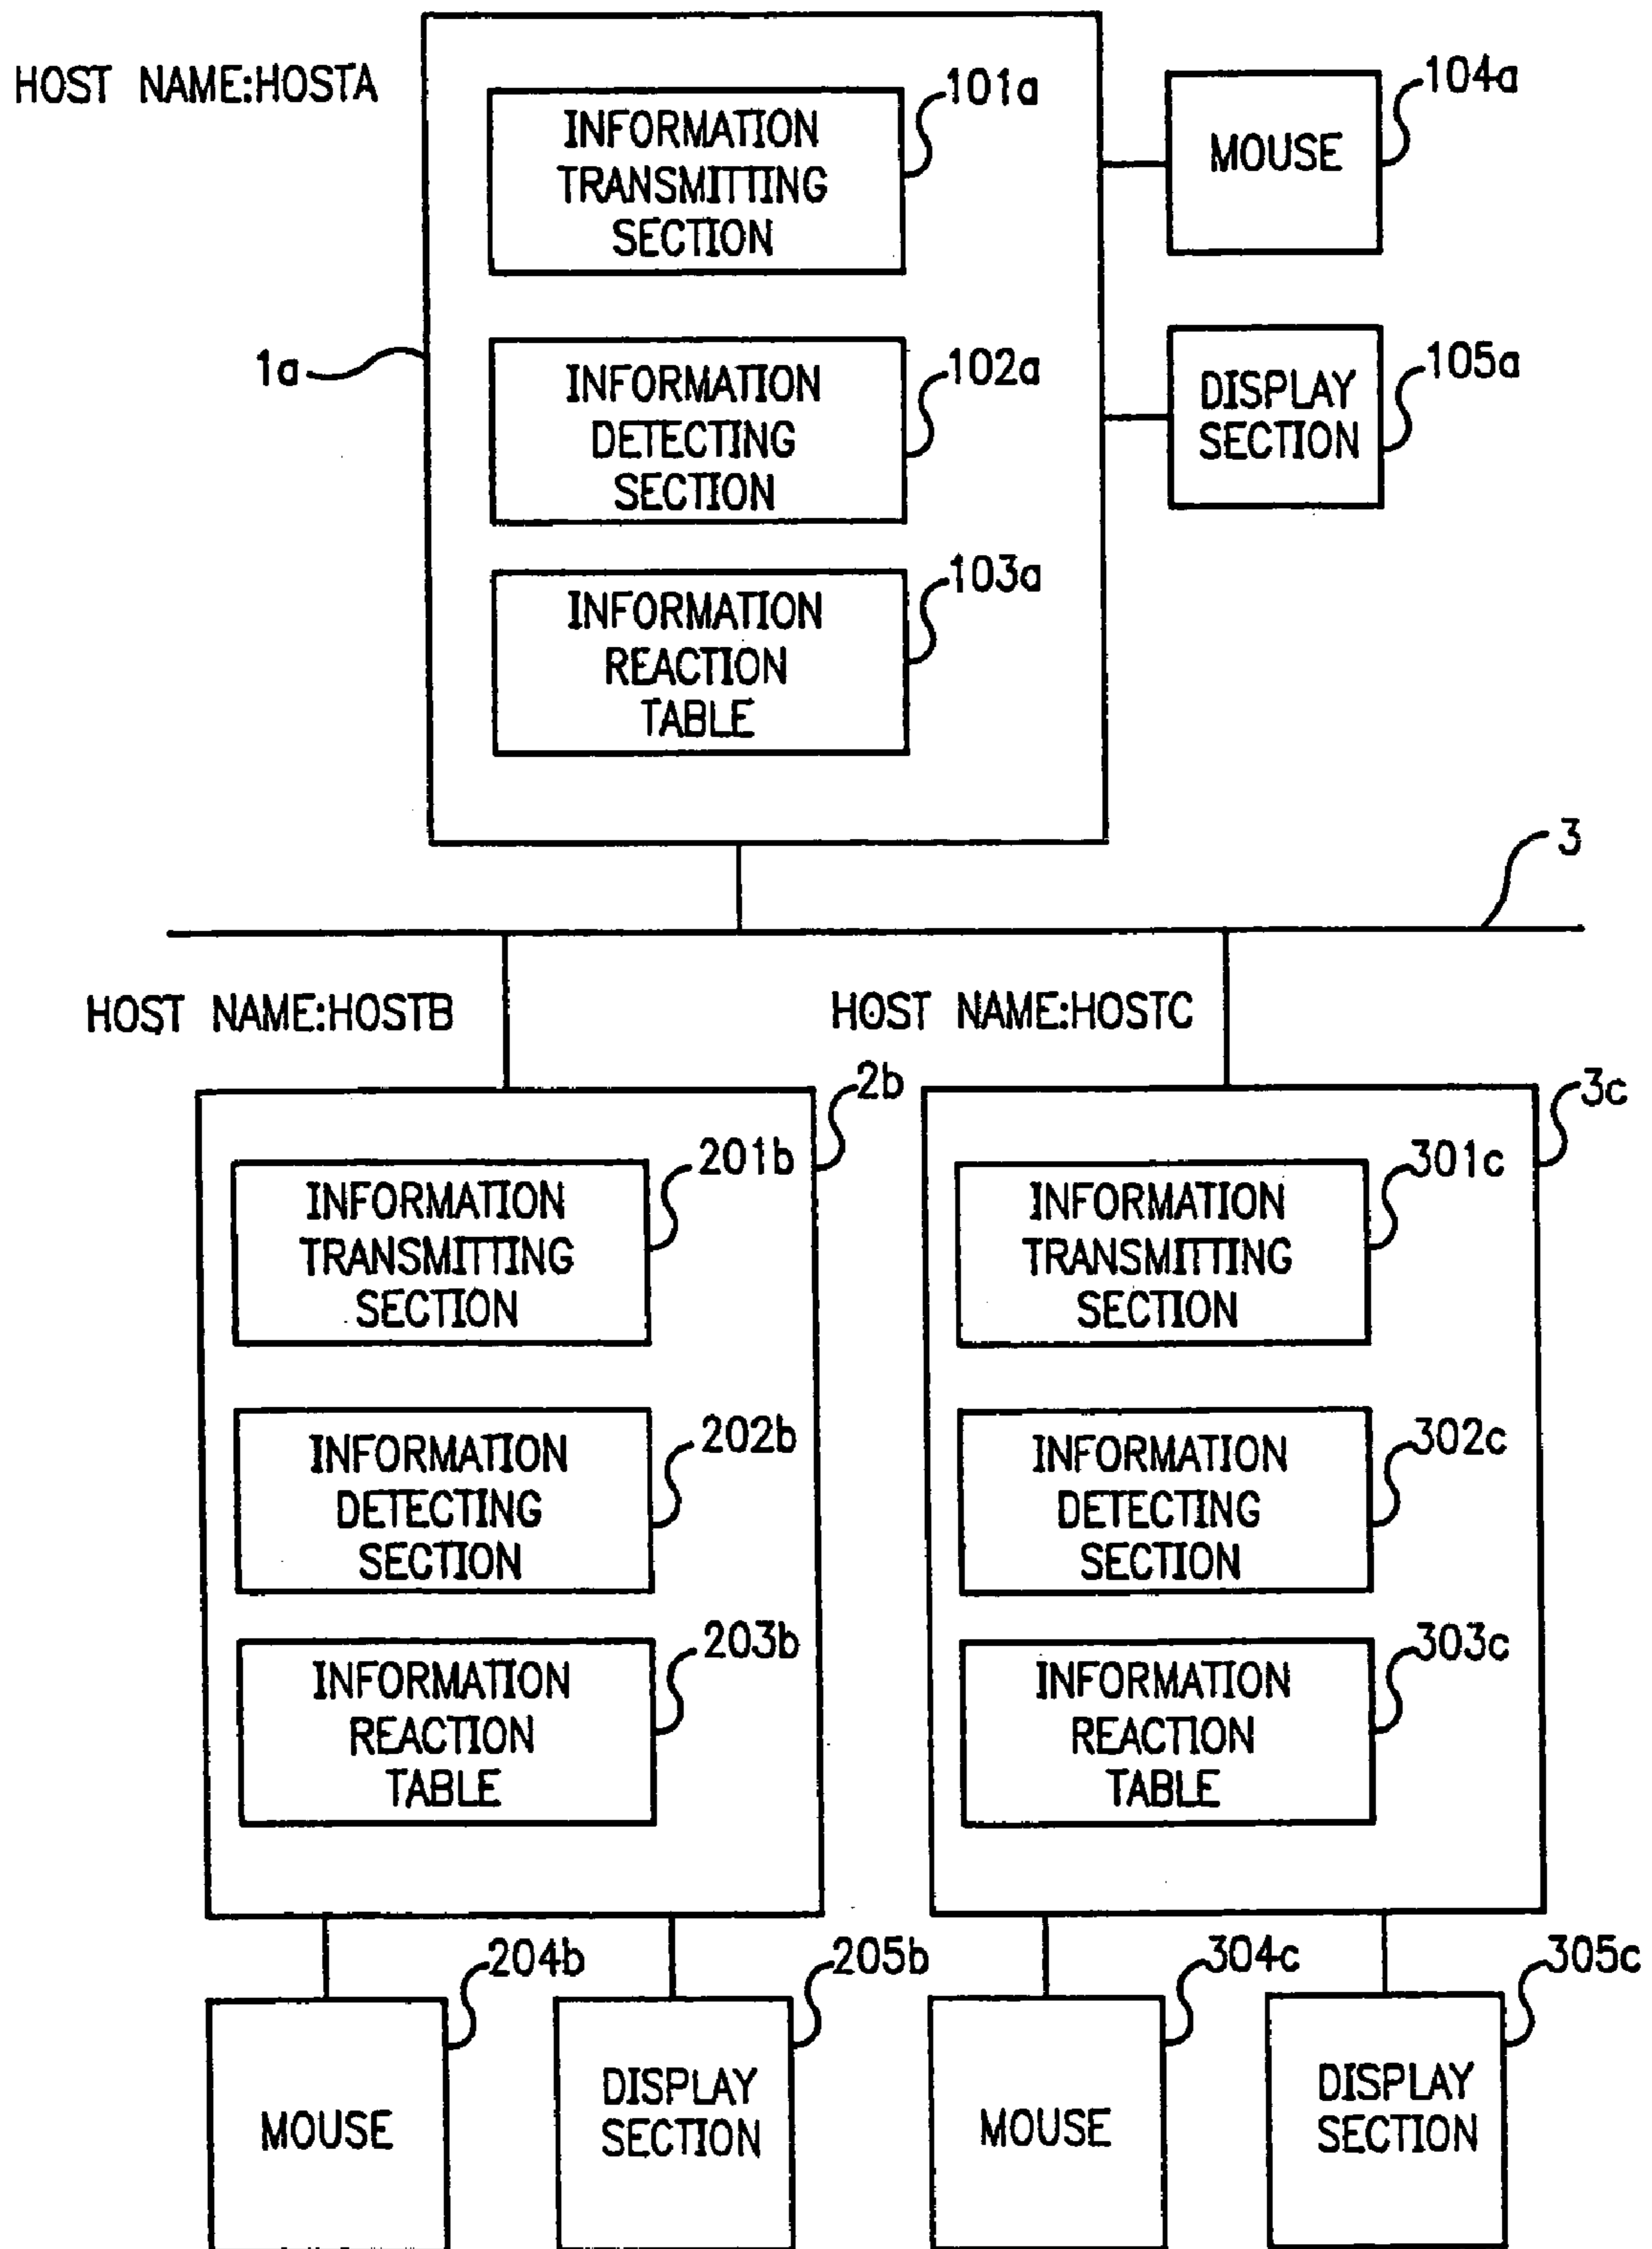 HOST NAME:HOSTA
101a
INFORMATION
TRANSMITTING
SECTION
104a
MOUSE
1a
102a
INFORMATION
DETECTING
SECTION
105a
DISPLAY
SECTION
103a
INFORMATION
REACTION
TABLE
3
HOST NAME:HOSTB
HOST NAME:HOSTC
2b
3c
201b
INFORMATION
TRANSMITTING
SECTION
301c
INFORMATION
TRANSMITTING
SECTION
202b
INFORMATION
DETECTING
SECTION
302c
INFORMATION
DETECTING
SECTION
203b
INFORMATION
REACTION
TABLE
303c
INFORMATION
REACTION
TABLE
204b
205b
304c
305c
MOUSE
DISPLAY
SECTION
MOUSE
DISPLAY
SECTION